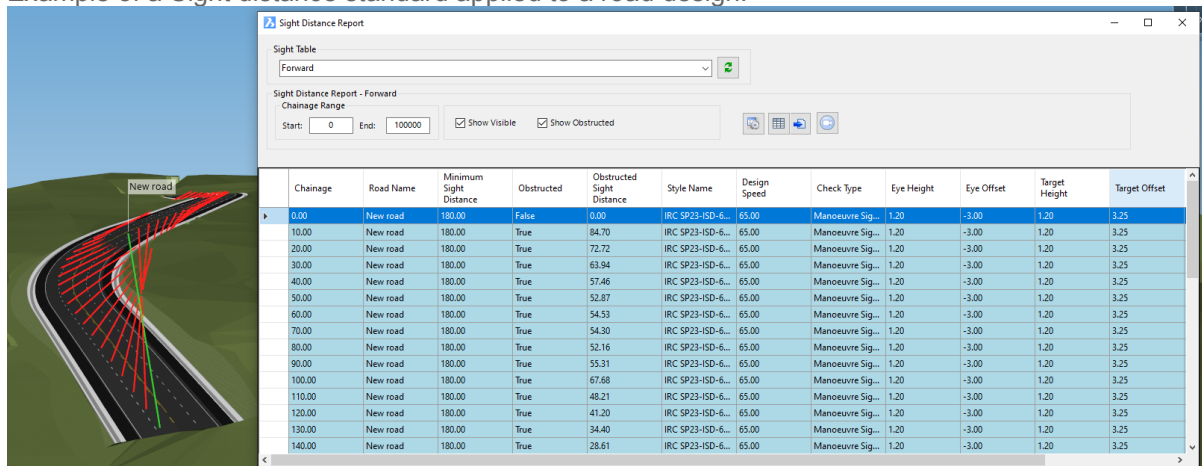 Example of a Sight distance standard applied to a road design.
Sight Distance Report
Sight Table
Forward
Sight Distance Report - Forward
Chainage Range
Start: 0 End: 100000 Show Visible Show Obstructed
New road
Chainage Road Name Minimum Sight Distance Obstructed Obstructed Sight Distance Style Name Design Speed Check Type Eye Height Eye Offset Target Height Target Offset
0.00 New road 180.00 False 0.00 IRC SP23-ISD-6... 65.00 Manoeuvre Sig... 1.20 -3.00 1.20 3.25
10.00 New road 180.00 True 84.70 IRC SP23-ISD-6... 65.00 Manoeuvre Sig... 1.20 -3.00 1.20 3.25
20.00 New road 180.00 True 72.72 IRC SP23-ISD-6... 65.00 Manoeuvre Sig... 1.20 -3.00 1.20 3.25
30.00 New road 180.00 True 63.94 IRC SP23-ISD-6... 65.00 Manoeuvre Sig... 1.20 -3.00 1.20 3.25
40.00 New road 180.00 True 57.46 IRC SP23-ISD-6... 65.00 Manoeuvre Sig... 1.20 -3.00 1.20 3.25
50.00 New road 180.00 True 52.87 IRC SP23-ISD-6... 65.00 Manoeuvre Sig... 1.20 -3.00 1.20 3.25
60.00 New road 180.00 True 54.53 IRC SP23-ISD-6... 65.00 Manoeuvre Sig... 1.20 -3.00 1.20 3.25
70.00 New road 180.00 True 54.30 IRC SP23-ISD-6... 65.00 Manoeuvre Sig... 1.20 -3.00 1.20 3.25
80.00 New road 180.00 True 52.16 IRC SP23-ISD-6... 65.00 Manoeuvre Sig... 1.20 -3.00 1.20 3.25
90.00 New road 180.00 True 55.31 IRC SP23-ISD-6... 65.00 Manoeuvre Sig... 1.20 -3.00 1.20 3.25
100.00 New road 180.00 True 67.68 IRC SP23-ISD-6... 65.00 Manoeuvre Sig... 1.20 -3.00 1.20 3.25
110.00 New road 180.00 True 48.21 IRC SP23-ISD-6... 65.00 Manoeuvre Sig... 1.20 -3.00 1.20 3.25
120.00 New road 180.00 True 41.20 IRC SP23-ISD-6... 65.00 Manoeuvre Sig... 1.20 -3.00 1.20 3.25
130.00 New road 180.00 True 34.40 IRC SP23-ISD-6... 65.00 Manoeuvre Sig... 1.20 -3.00 1.20 3.25
140.00 New road 180.00 True 28.61 IRC SP23-ISD-6... 65.00 Manoeuvre Sig... 1.20 -3.00 1.20 3.25